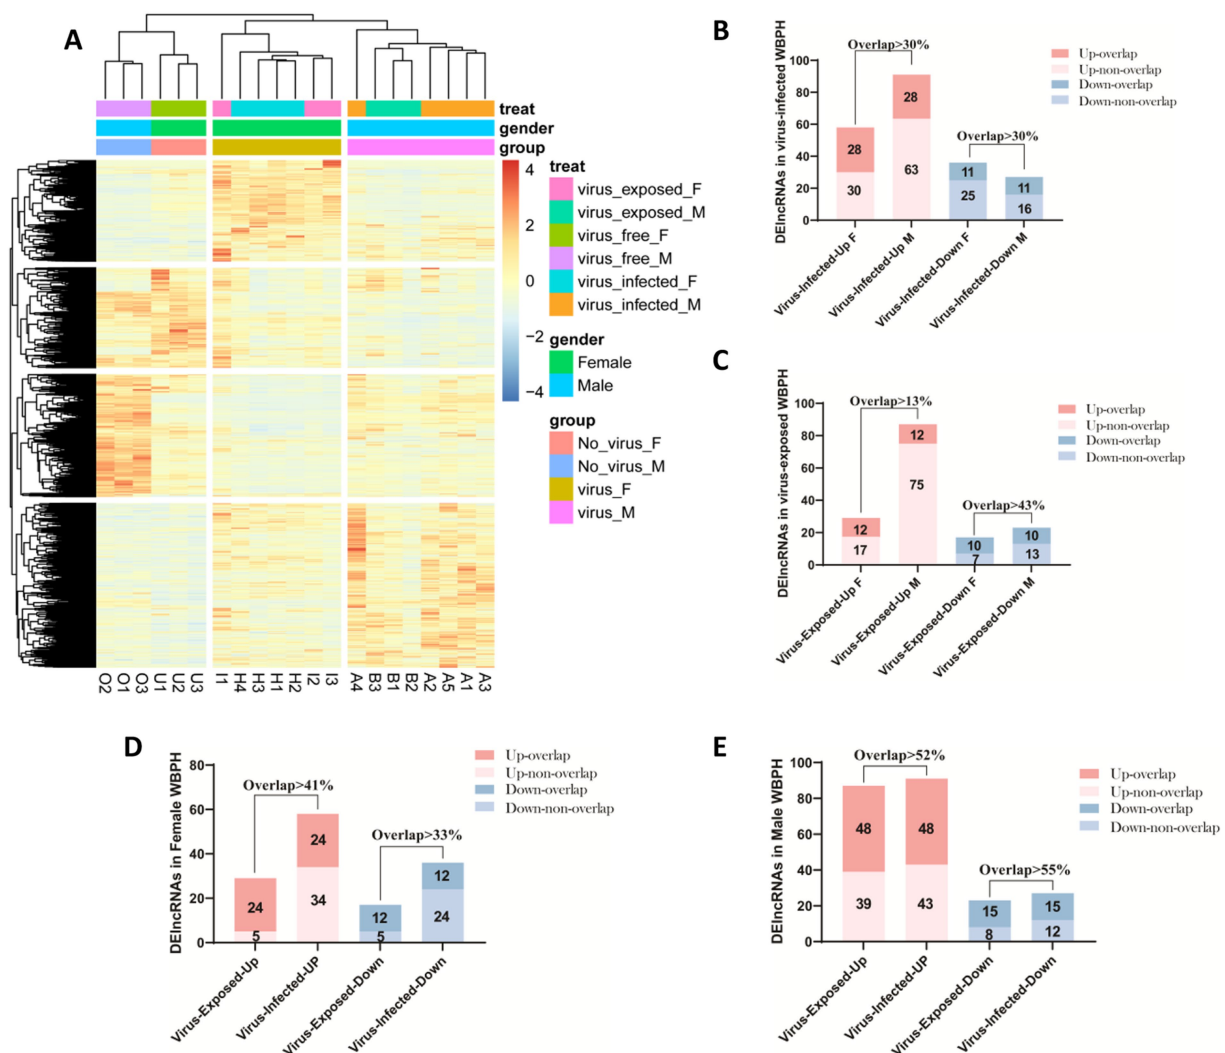 A
treat
gender
group
4
2
0
−2
−4
treat
virus_exposed_F
virus_exposed_M
virus_free_F
virus_free_M
virus_infected_F
virus_infected_M
gender
Female
Male
group
No_virus_F
No_virus_M
virus_F
virus_M
O2 O1 O3 U1 U2 U3 I1 H4 H3 H1 H2 I2 I3 A4 B3 B1 B2 A2 A5 A1 A3
B
DElncRNAs in virus-infected WBPH
100
80
60
40
20
0
Overlap>30%
Overlap>30%
28
30
28
63
11
25
11
16
Virus-Infected-Up F
Virus-Infected-Up M
Virus-Infected-Down F
Virus-Infected-Down M
Up-overlap
Up-non-overlap
Down-overlap
Down-non-overlap
C
DElncRNAs in virus-exposed WBPH
100
80
60
40
20
0
Overlap>13%
Overlap>43%
12
17
12
75
10
7
10
13
Virus-Exposed-Up F
Virus-Exposed-Up M
Virus-Exposed-Down F
Virus-Exposed-Down M
Up-overlap
Up-non-overlap
Down-overlap
Down-non-overlap
D
DElncRNAs in Female WBPH
80
60
40
20
0
Overlap>41%
Overlap>33%
24
5
24
34
12
5
12
24
Virus-Exposed-Up
Virus-Infected-UP
Virus-Exposed-Down
Virus-Infected-Down
Up-overlap
Up-non-overlap
Down-overlap
Down-non-overlap
E
DElncRNAs in Male WBPH
100
80
60
40
20
0
Overlap>52%
Overlap>55%
48
39
48
43
15
8
15
12
Virus-Exposed-Up
Virus-Infected-UP
Virus-Exposed-Down
Virus-Infected-Down
Up-overlap
Up-non-overlap
Down-overlap
Down-non-overlap